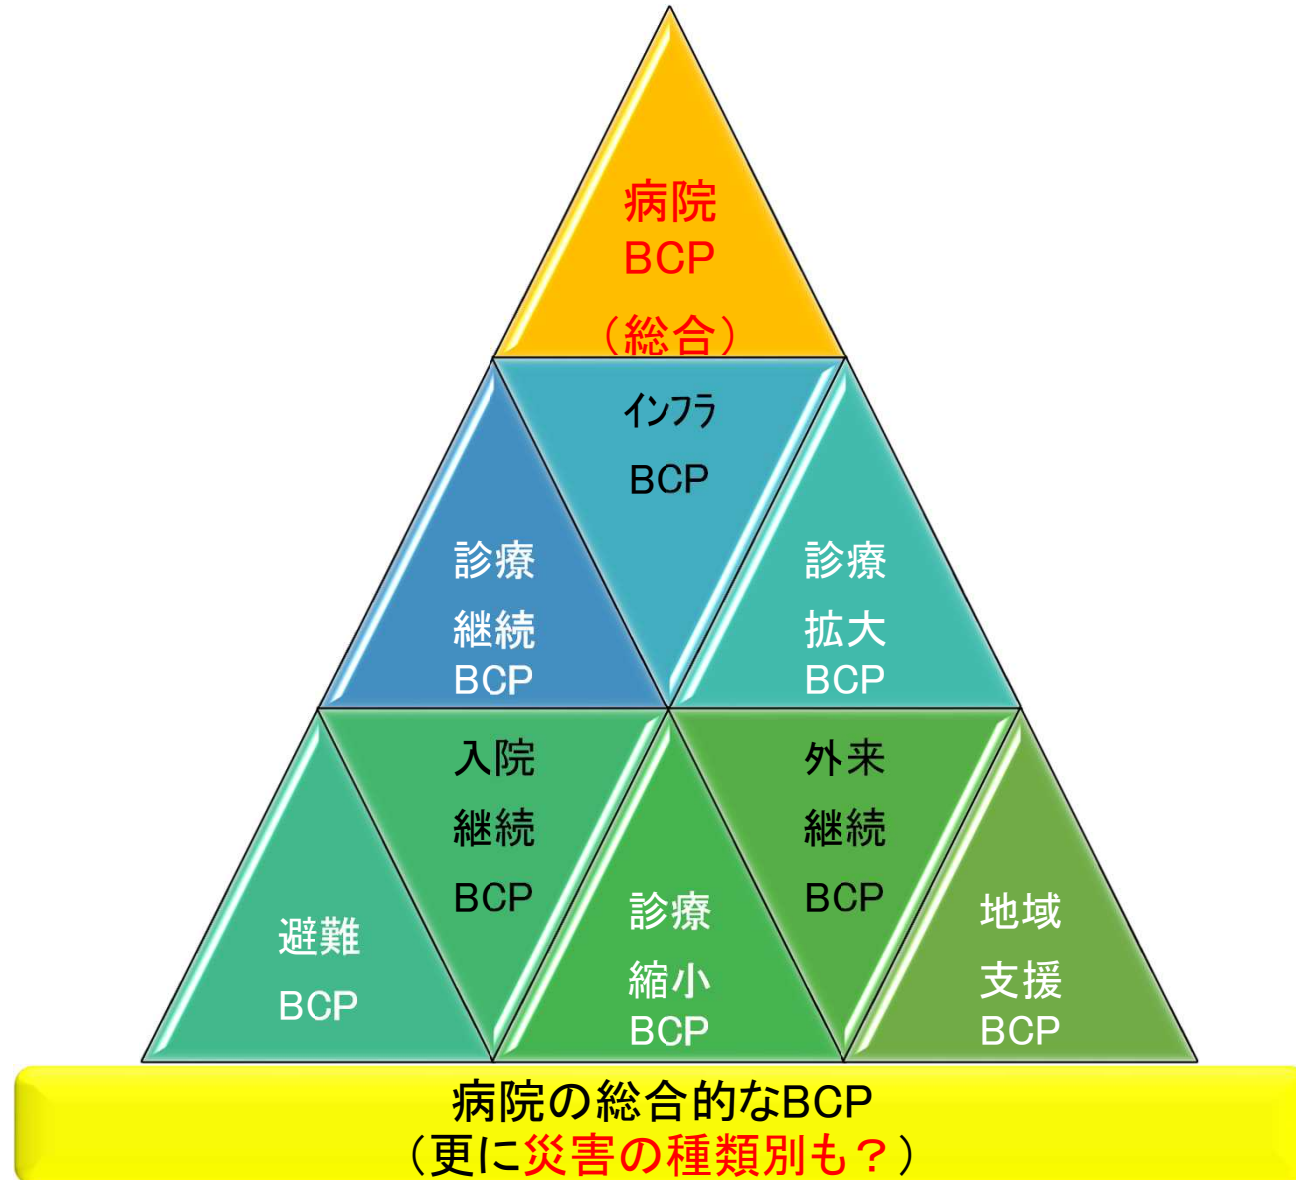 病院
BCP
（総合）
インフラ
BCP
診療
継続
BCP
診療
拡大
BCP
避難
BCP
入院
継続
BCP
診療
縮小
BCP
外来
継続
BCP
地域
支援
BCP
病院の総合的なBCP
（更に災害の種類別も？）